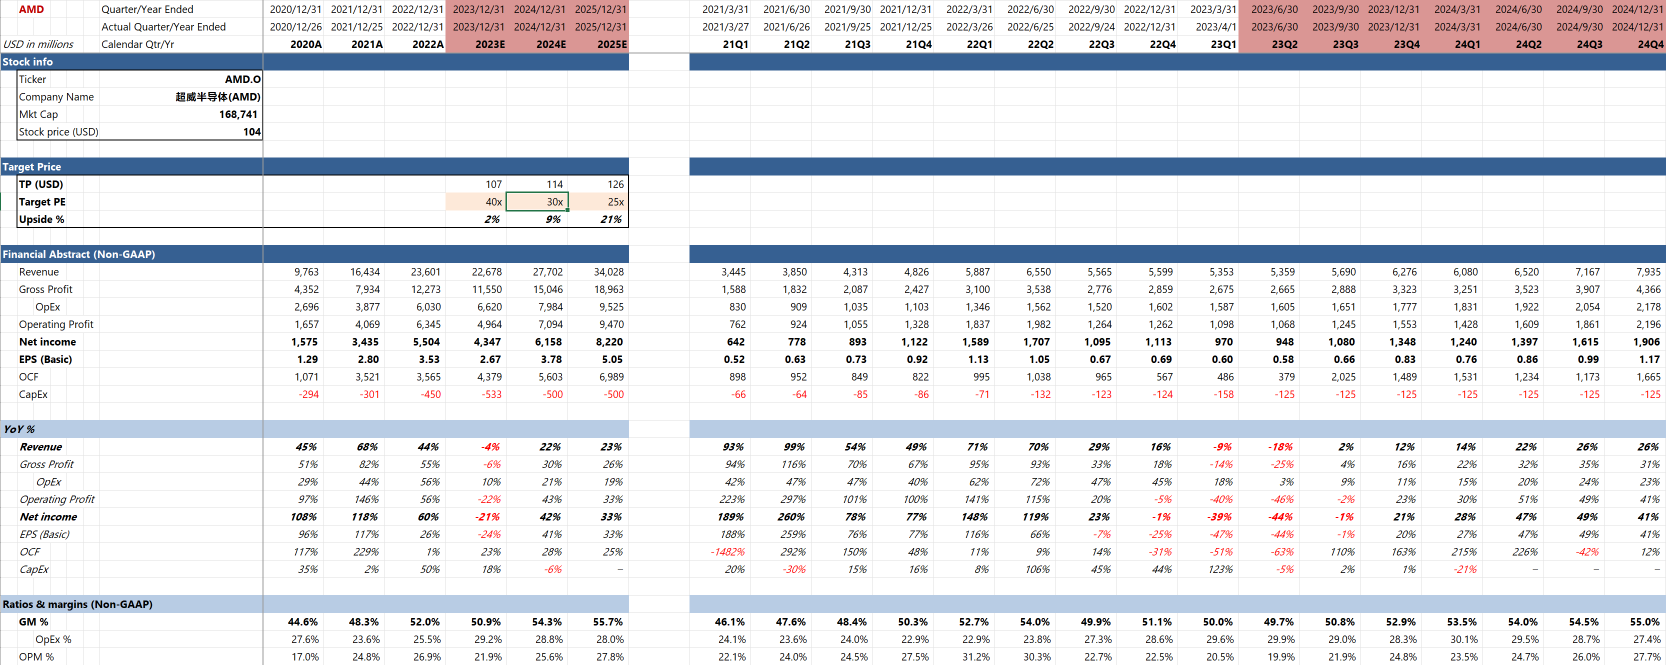 AMD Quarter/Year Ended 2020/12/31 2021/12/31 2022/12/31 2023/12/31 2024/12/31 2025/12/31 2021/3/31 2021/6/30 2021/9/30 2021/12/31 2022/3/31 2022/6/30 2022/9/30 2022/12/31 2023/3/31 2023/6/30 2023/9/30 2023/12/31 2024/3/31 2024/6/30 2024/9/30 2024/12/31
Actual Quarter/Year Ended 2020/12/26 2021/12/25 2022/12/31 2023/12/31 2024/12/31 2025/12/31 2021/3/27 2021/6/26 2021/9/25 2021/12/25 2022/3/26 2022/6/25 2022/9/24 2022/12/31 2023/4/1 2023/6/30 2023/9/30 2023/12/31 2024/3/31 2024/6/30 2024/9/30 2024/12/31
USD in millions Calendar Qtr/Yr 2020A 2021A 2022A 2023E 2024E 2025E 21Q1 21Q2 21Q3 21Q4 22Q1 22Q2 22Q3 22Q4 23Q1 23Q2 23Q3 23Q4 24Q1 24Q2 24Q3 24Q4
Stock info
Ticker AMD.O
Company Name 超威半导体(AMD)
Mkt Cap 168,741
Stock price (USD) 104
Target Price
TP (USD) 107 114 126
Target PE 40x 30x 25x
Upside % 2% 9% 21%
Financial Abstract (Non-GAAP)
Revenue 9,763 16,434 23,601 22,678 27,702 34,028 3,445 3,850 4,313 4,826 5,887 6,550 5,565 5,599 5,353 5,359 5,690 6,276 6,080 6,520 7,167 7,935
Gross Profit 4,352 7,934 12,273 11,550 15,046 18,963 1,588 1,832 2,087 2,427 3,100 3,538 2,776 2,859 2,675 2,665 2,888 3,323 3,251 3,523 3,907 4,366
OpEx 2,696 3,877 6,030 6,620 7,984 9,525 830 909 1,035 1,103 1,346 1,562 1,520 1,602 1,587 1,605 1,651 1,777 1,831 1,922 2,054 2,178
Operating Profit 1,657 4,069 6,345 4,964 7,094 9,470 762 924 1,055 1,328 1,837 1,982 1,264 1,262 1,098 1,068 1,245 1,553 1,428 1,609 1,861 2,196
Net income 1,575 3,435 5,504 4,347 6,158 8,220 642 778 893 1,122 1,589 1,707 1,095 1,113 970 948 1,080 1,348 1,240 1,397 1,615 1,906
EPS (Basic) 1.29 2.80 3.53 2.67 3.78 5.05 0.52 0.63 0.73 0.92 1.13 1.05 0.67 0.69 0.60 0.58 0.66 0.83 0.76 0.86 0.99 1.17
OCF 1,071 3,521 3,565 4,379 5,603 6,989 898 952 849 822 995 1,038 965 567 486 379 2,025 1,489 1,531 1,234 1,173 1,665
CapEx -294 -301 -450 -533 -500 -500 -66 -64 -85 -86 -71 -132 -123 -124 -158 -125 -125 -125 -125 -125 -125 -125
YoY %
Revenue 45% 68% 44% -4% 22% 23% 93% 99% 54% 49% 71% 70% 29% 16% -9% -18% 2% 12% 14% 22% 26% 26%
Gross Profit 51% 82% 55% -6% 30% 26% 94% 116% 70% 67% 95% 93% 33% 18% -14% -25% 4% 16% 22% 32% 35% 31%
OpEx 29% 44% 56% 10% 21% 19% 42% 47% 47% 40% 62% 72% 47% 45% 18% 3% 9% 11% 15% 20% 24% 23%
Operating Profit 97% 146% 56% -22% 43% 33% 223% 297% 101% 100% 141% 115% 20% -5% -40% -46% -2% 23% 30% 51% 49% 41%
Net income 108% 118% 60% -21% 42% 33% 189% 260% 78% 77% 148% 119% 23% -1% -39% -44% -1% 21% 28% 47% 49% 41%
EPS (Basic) 96% 117% 26% -24% 41% 33% 188% 259% 76% 77% 116% 66% -7% -25% -47% -44% -1% 20% 27% 47% 49% 41%
OCF 117% 229% 1% 23% 28% 25% -1482% 292% 150% 48% 11% 9% 14% -31% -51% -63% 110% 163% 215% 226% -42% 12%
CapEx 35% 2% 50% 18% -6% – 20% -30% 15% 16% 8% 106% 45% 44% 123% -5% 2% 1% -21% – – –
Ratios & margins (Non-GAAP)
GM % 44.6% 48.3% 52.0% 50.9% 54.3% 55.7% 46.1% 47.6% 48.4% 50.3% 52.7% 54.0% 49.9% 51.1% 50.0% 49.7% 50.8% 52.9% 53.5% 54.0% 54.5% 55.0%
OpEx % 27.6% 23.6% 25.5% 29.2% 28.8% 28.0% 24.1% 23.6% 24.0% 22.9% 22.9% 23.8% 27.3% 28.6% 29.6% 29.9% 29.0% 28.3% 30.1% 29.5% 28.7% 27.4%
OPM % 17.0% 24.8% 26.9% 21.9% 25.6% 27.8% 22.1% 24.0% 24.5% 27.5% 31.2% 30.3% 22.7% 22.5% 20.5% 19.9% 21.9% 24.8% 23.5% 24.7% 26.0% 27.7%